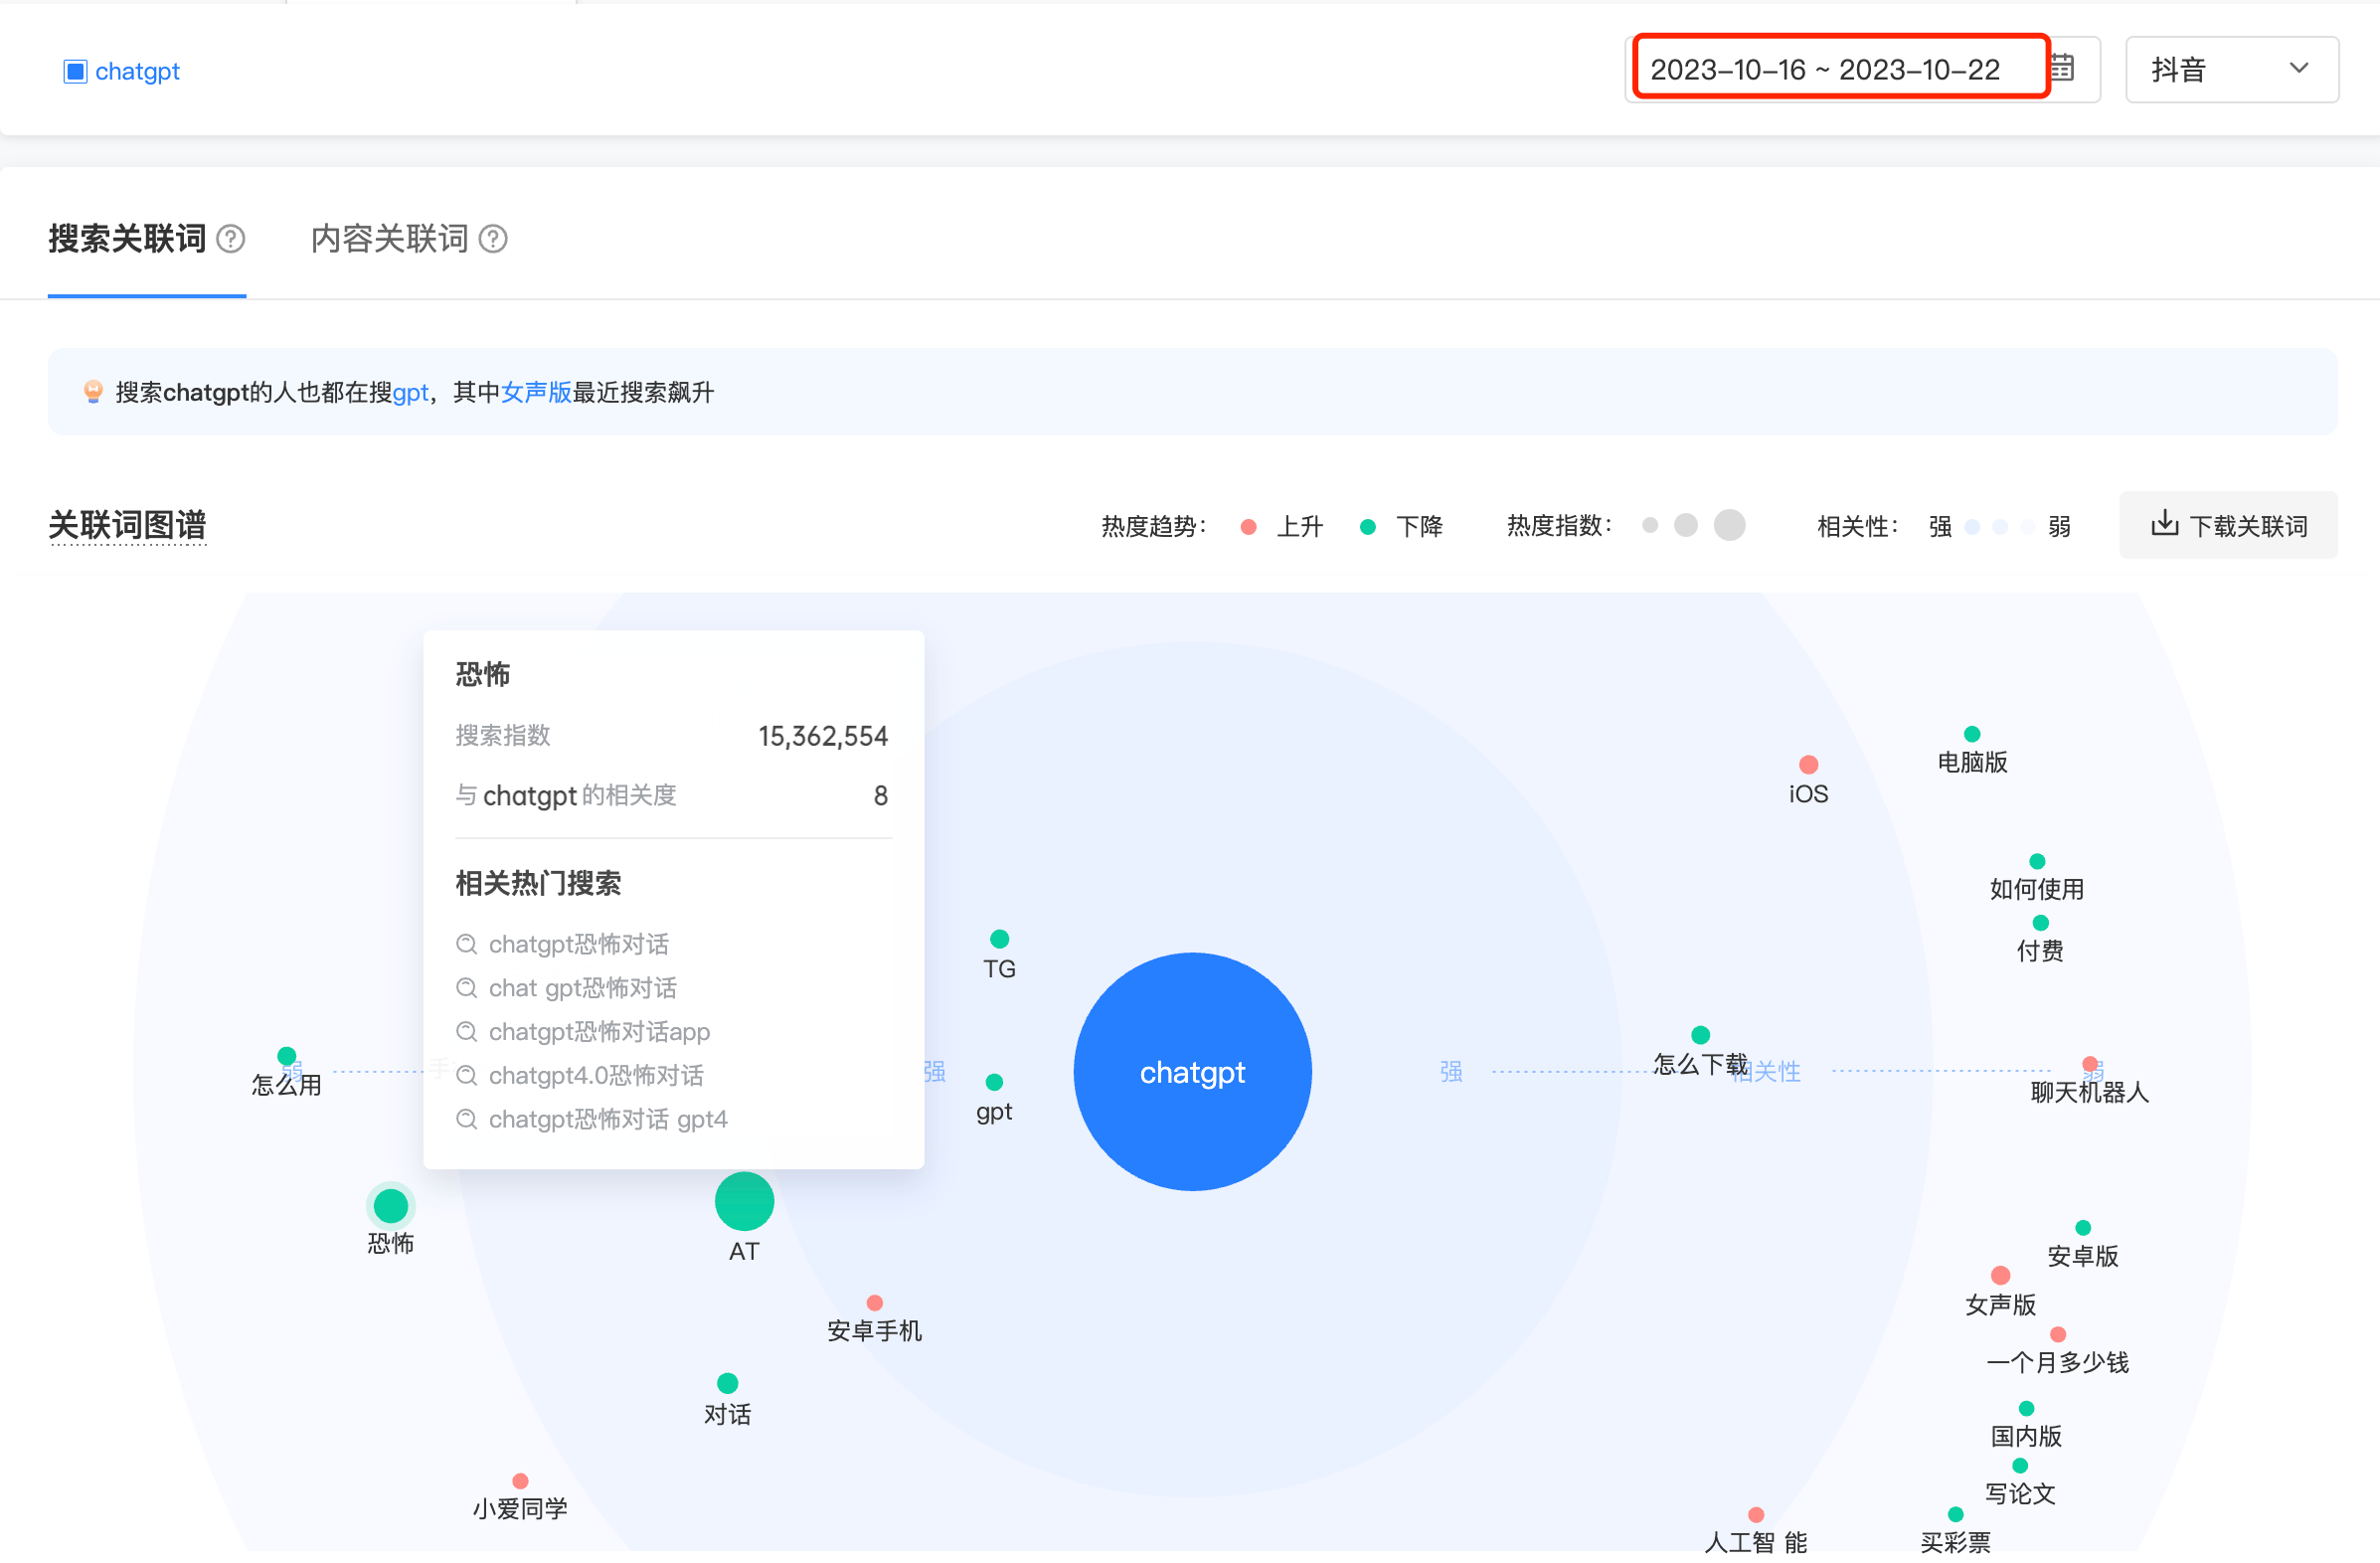 chatgpt
2023-10-16 ~ 2023-10-22
抖音
搜索关联词
内容关联词
搜索chatgpt的人也都在搜gpt，其中女声版最近搜索飙升
关联词图谱
热度趋势：
上升
下降
热度指数：
相关性：
强
弱
下载关联词
恐怖
搜索指数
15,362,554
与 chatgpt 的相关度
8
相关热门搜索
chatgpt恐怖对话
chat gpt恐怖对话
chatgpt恐怖对话app
chatgpt4.0恐怖对话
chatgpt恐怖对话 gpt4
电脑版
iOS
如何使用
付费
TG
怎么下载
弱
怎么用
强
gpt
chatgpt
强
相关性
弱
聊天机器人
恐怖
AT
安卓版
女声版
安卓手机
一个月多少钱
对话
国内版
写论文
小爱同学
人工智 能
买彩票